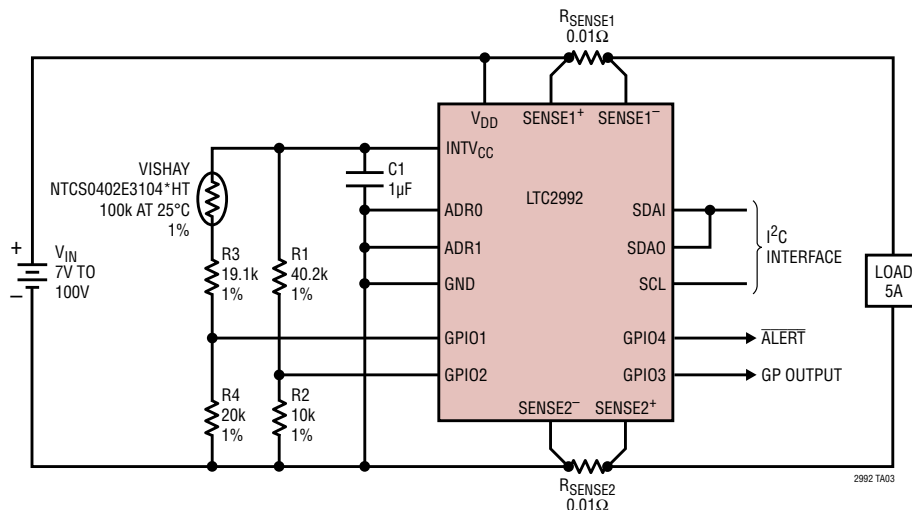 RSENSE1
0.01Ω
VDD
SENSE1+
SENSE1–
INTVCC
VISHAY
NTCS0402E3104*HT
100k AT 25°C
1%
C1
1µF
LTC2992
ADR0
SDAI
+
VIN
7V TO
100V
–
R3
19.1k
1%
R1
40.2k
1%
ADR1
SDAO
I2C
INTERFACE
GND
SCL
LOAD
5A
GPIO1
GPIO4
ALERT
GPIO2
GPIO3
GP OUTPUT
R4
20k
1%
R2
10k
1%
SENSE2–
SENSE2+
RSENSE2
0.01Ω
2992 TA03